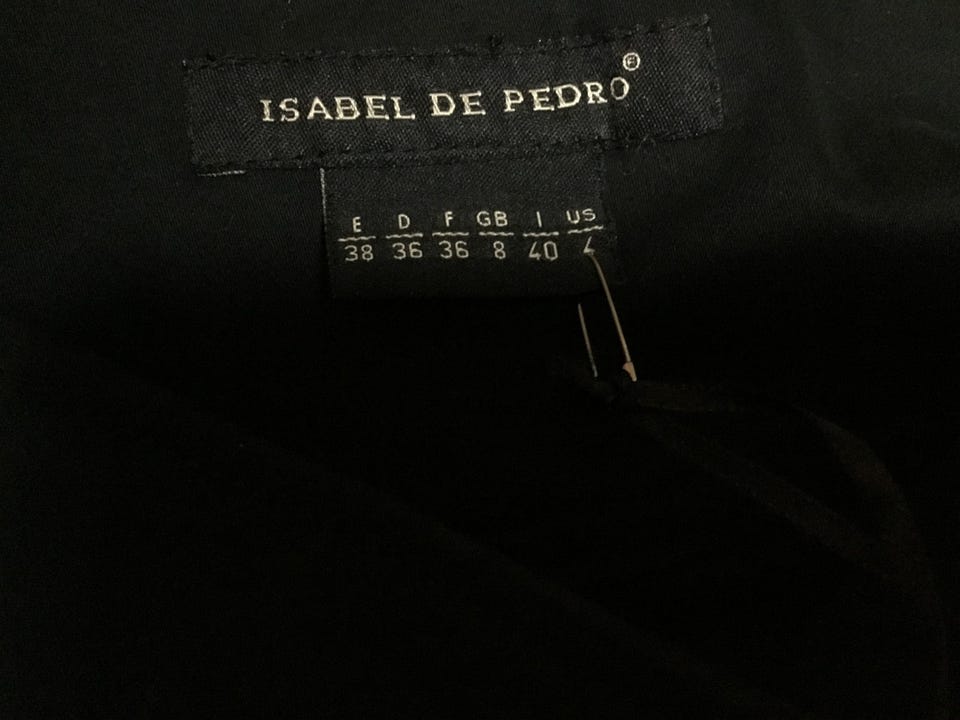 ISABEL DE PEDRO®
E D F GB I US
38 36 36 8 40 4